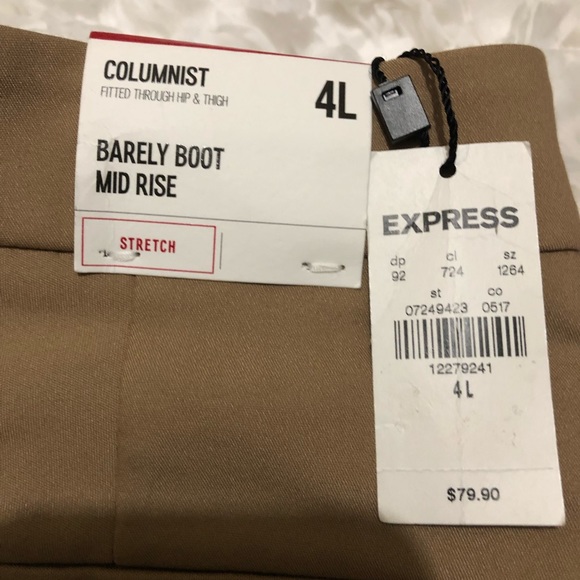 COLUMNIST
FITTED THROUGH HIP & THIGH
4L
BARELY BOOT
MID RISE
STRETCH
EXPRESS
dp cl sz
92 724 1264
st co
07249423 0517
12279241
4L
$79.90